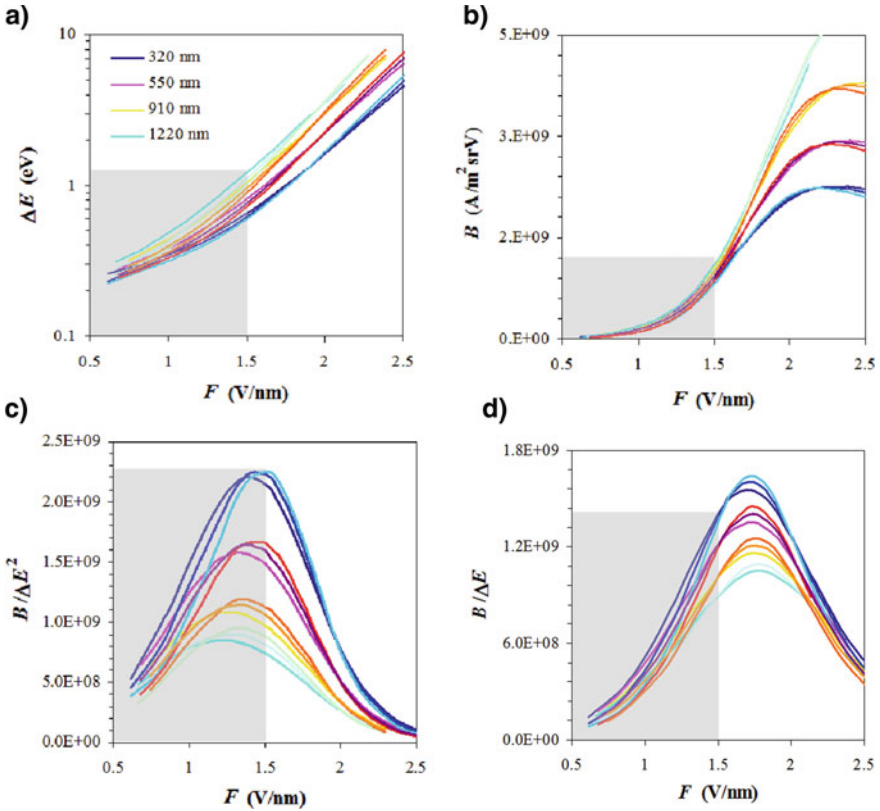 a)
10
1
0.1
ΔE (eV)
320 nm
550 nm
910 nm
1220 nm
0.5 1 1.5 2 2.5
F (V/nm)
b)
5.E+09
3.E+09
2.E+09
0.E+00
B (A/m² srV)
0.5 1 1.5 2 2.5
F (V/nm)
c)
2.5E+09
2.0E+09
1.5E+09
1.0E+09
5.0E+08
0.0E+00
B/ΔE²
0.5 1 1.5 2 2.5
F (V/nm)
d)
1.8E+09
1.2E+09
6.0E+08
0.0E+00
B/ΔE
0.5 1 1.5 2 2.5
F (V/nm)